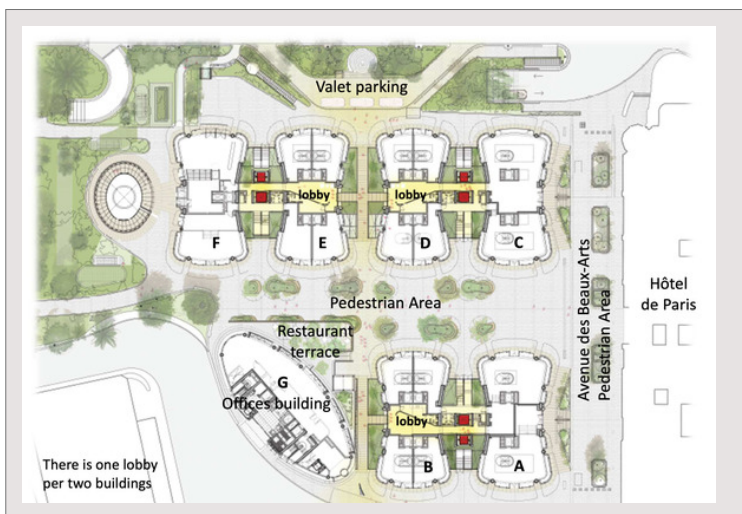 Valet parking
lobby
lobby
F
E
D
C
Avenue des Beaux-Arts
Pedestrian Area
Hôtel
de Paris
Pedestrian Area
Restaurant
terrace
G
Offices building
lobby
B
A
There is one lobby
per two buildings